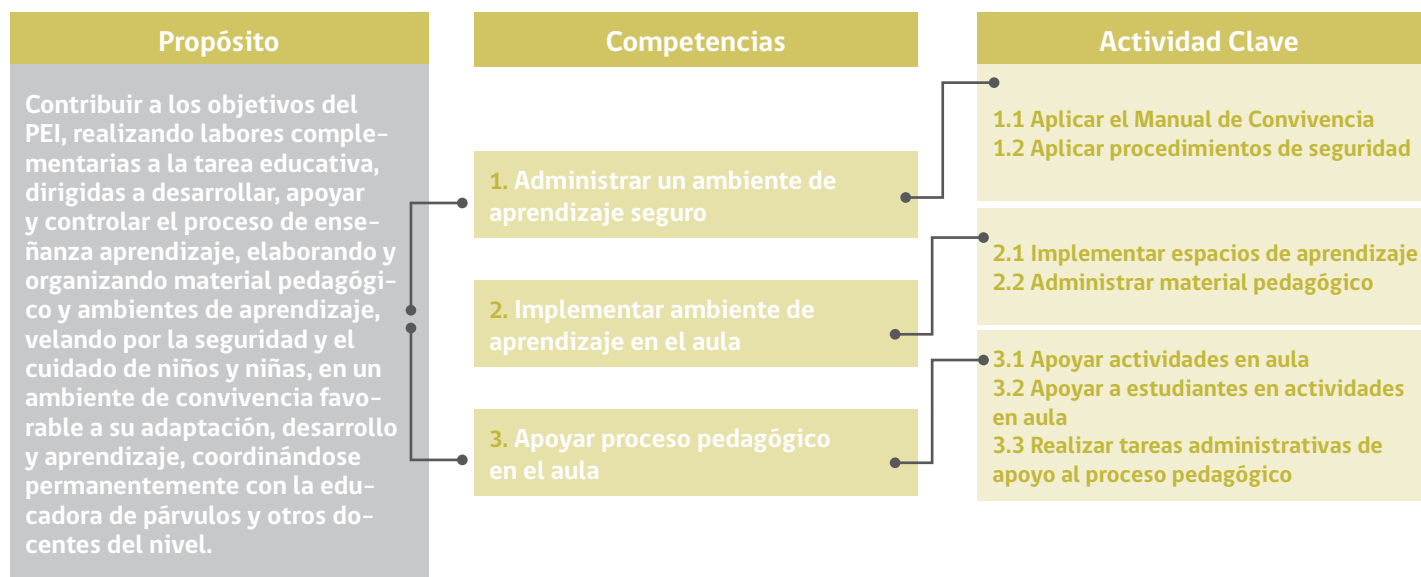 Propósito
Contribuir a los objetivos del
PEI, realizando labores comple-
mentarias a la tarea educativa,
dirigidas a desarrollar, apoyar
y controlar el proceso de ense-
ñanza aprendizaje, elaborando y
organizando material pedagógi-
co y ambientes de aprendizaje,
velando por la seguridad y el
cuidado de niños y niñas, en un
ambiente de convivencia favo-
rable a su adaptación, desarrollo
y aprendizaje, coordinándose
permanentemente con la edu-
cadora de párvulos y otros do-
centes del nivel.
Competencias
1. Administrar un ambiente de
aprendizaje seguro
2. Implementar ambiente de
aprendizaje en el aula
3. Apoyar proceso pedagógico
en el aula
Actividad Clave
1.1 Aplicar el Manual de Convivencia
1.2 Aplicar procedimientos de seguridad
2.1 Implementar espacios de aprendizaje
2.2 Administrar material pedagógico
3.1 Apoyar actividades en aula
3.2 Apoyar a estudiantes en actividades
en aula
3.3 Realizar tareas administrativas de
apoyo al proceso pedagógico